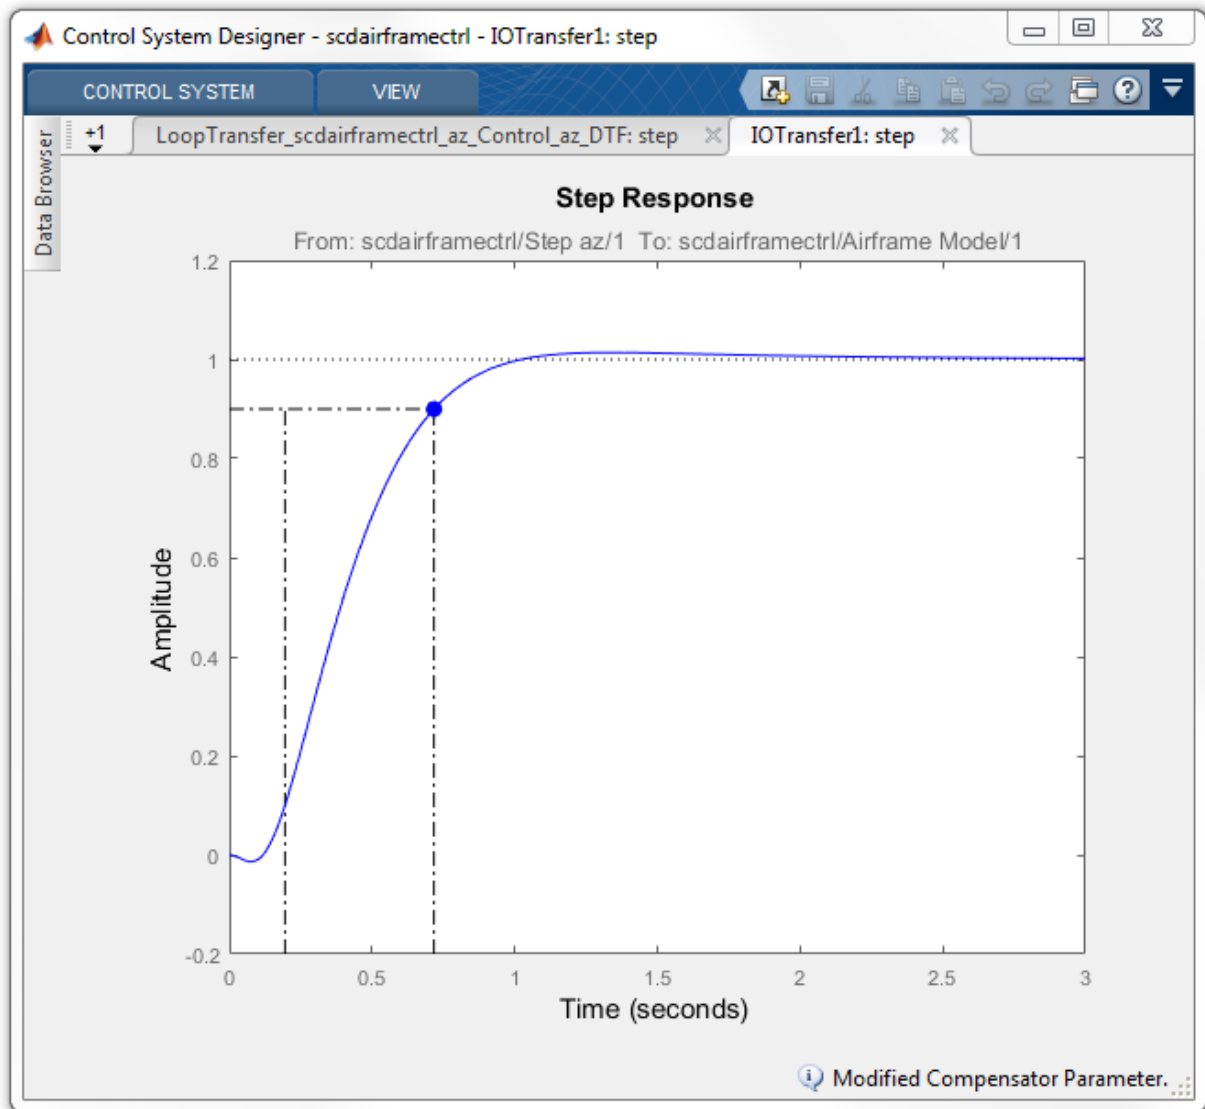 Control System Designer - scdairframectrl - IOTransfer1: step
CONTROL SYSTEM VIEW
?
+1 LoopTransfer_scdairframectrl_az_Control_az_DTF: step IOTransfer1: step
Data Browser
Step Response
From: scdairframectrl/Step az/1 To: scdairframectrl/Airframe Model/1
1.2
1
0.8
0.6
0.4
0.2
0
-0.2
Amplitude
0 0.5 1 1.5 2 2.5 3
Time (seconds)
Modified Compensator Parameter.